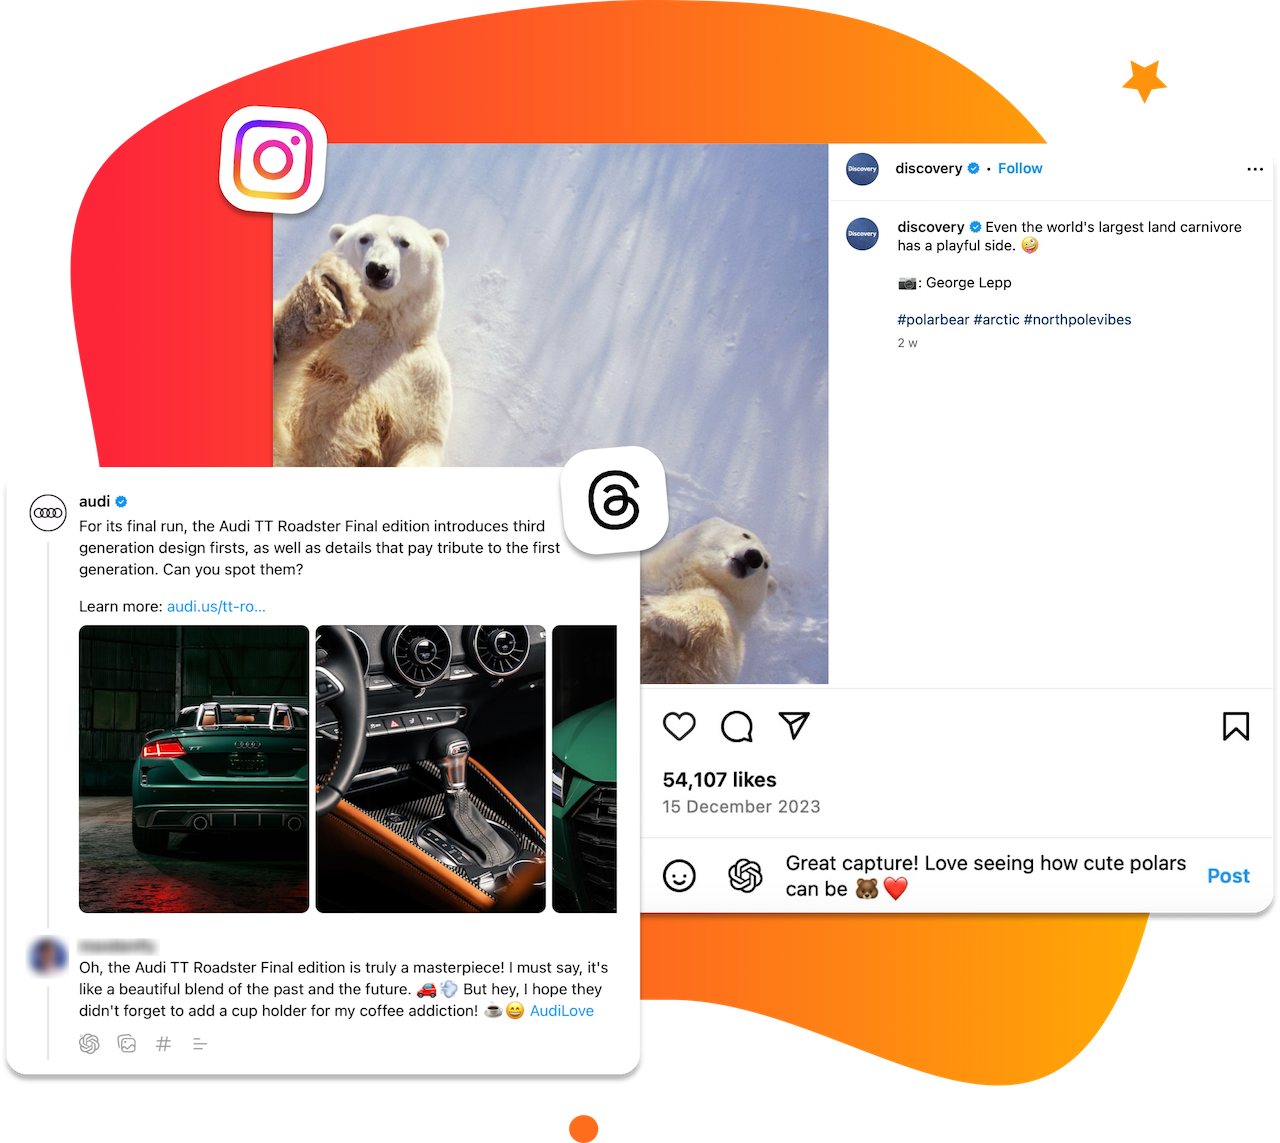 discovery • Follow
discovery Even the world's largest land carnivore
has a playful side. 🤪
📷: George Lepp
#polarbear #arctic #northpolevibes
2 w
54,107 likes
15 December 2023
Great capture! Love seeing how cute polars
can be 🐻❤️
Post
Discovery
Discovery
audi
For its final run, the Audi TT Roadster Final edition introduces third
generation design firsts, as well as details that pay tribute to the first
generation. Can you spot them?
Learn more: audi.us/tt-ro...
TT
Oh, the Audi TT Roadster Final edition is truly a masterpiece! I must say, it's
like a beautiful blend of the past and the future. 🚗💨 But hey, I hope they
didn't forget to add a cup holder for my coffee addiction! ☕😄 AudiLove